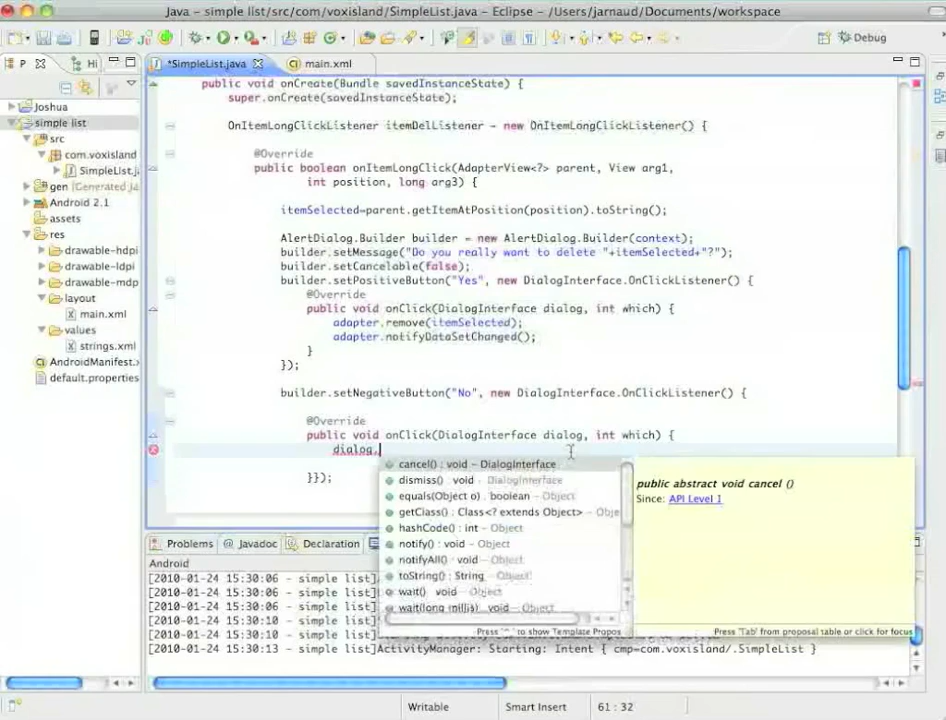 Java - simple list/src/com/voxisland/SimpleList.java - Eclipse - /Users/jarnaud/Documents/workspace
Debug
P Hi *SimpleList.java main.xml
Joshua
simple list
src
com.voxisland
SimpleList.j
gen (Generated Ja
Android 2.1
assets
res
drawable-hdpi
drawable-ldpi
drawable-mdp
layout
main.xml
values
strings.xml
AndroidManifest.
default.properties
public void onCreate(Bundle savedInstanceState) {
super.onCreate(savedInstanceState);
OnItemLongClickListener itemDelListener = new OnItemLongClickListener() {
@Override
public boolean onItemLongClick(AdapterView<?> parent, View arg1,
int position, long arg3) {
itemSelected=parent.getItemAtPosition(position).toString();
AlertDialog.Builder builder = new AlertDialog.Builder(context);
builder.setMessage("Do you really want to delete "+itemSelected+"?");
builder.setCancelable(false);
builder.setPositiveButton("Yes", new DialogInterface.OnClickListener() {
@Override
public void onClick(DialogInterface dialog, int which) {
adapter.remove(itemSelected);
adapter.notifyDataSetChanged();
}
});
builder.setNegativeButton("No", new DialogInterface.OnClickListener() {
@Override
public void onClick(DialogInterface dialog, int which) {
dialog.
}});
cancel() : void - DialogInterface
dismiss() : void - DialogInterface
equals(Object o) : boolean - Object
getClass() : Class<? extends Object> - Obje
hashCode() : int - Object
notify() : void - Object
notifyAll() : void - Object
toString() : String - Object
wait() : void - Object
wait(long millis) : void - Object
Press '^ ' to show Template Propos
public abstract void cancel ()
Since: API Level 1
Press 'Tab' from proposal table or click for focus
Problems Javadoc Declaration
Android
[2010-01-24 15:30:06 - simple list]
[2010-01-24 15:30:06 - simple list]
[2010-01-24 15:30:06 - simple list]
[2010-01-24 15:30:10 - simple list]
[2010-01-24 15:30:10 - simple list]
[2010-01-24 15:30:13 - simple list]ActivityManager: Starting: Intent { cmp=com.voxisland/.SimpleList }
Writable Smart Insert 61 : 32